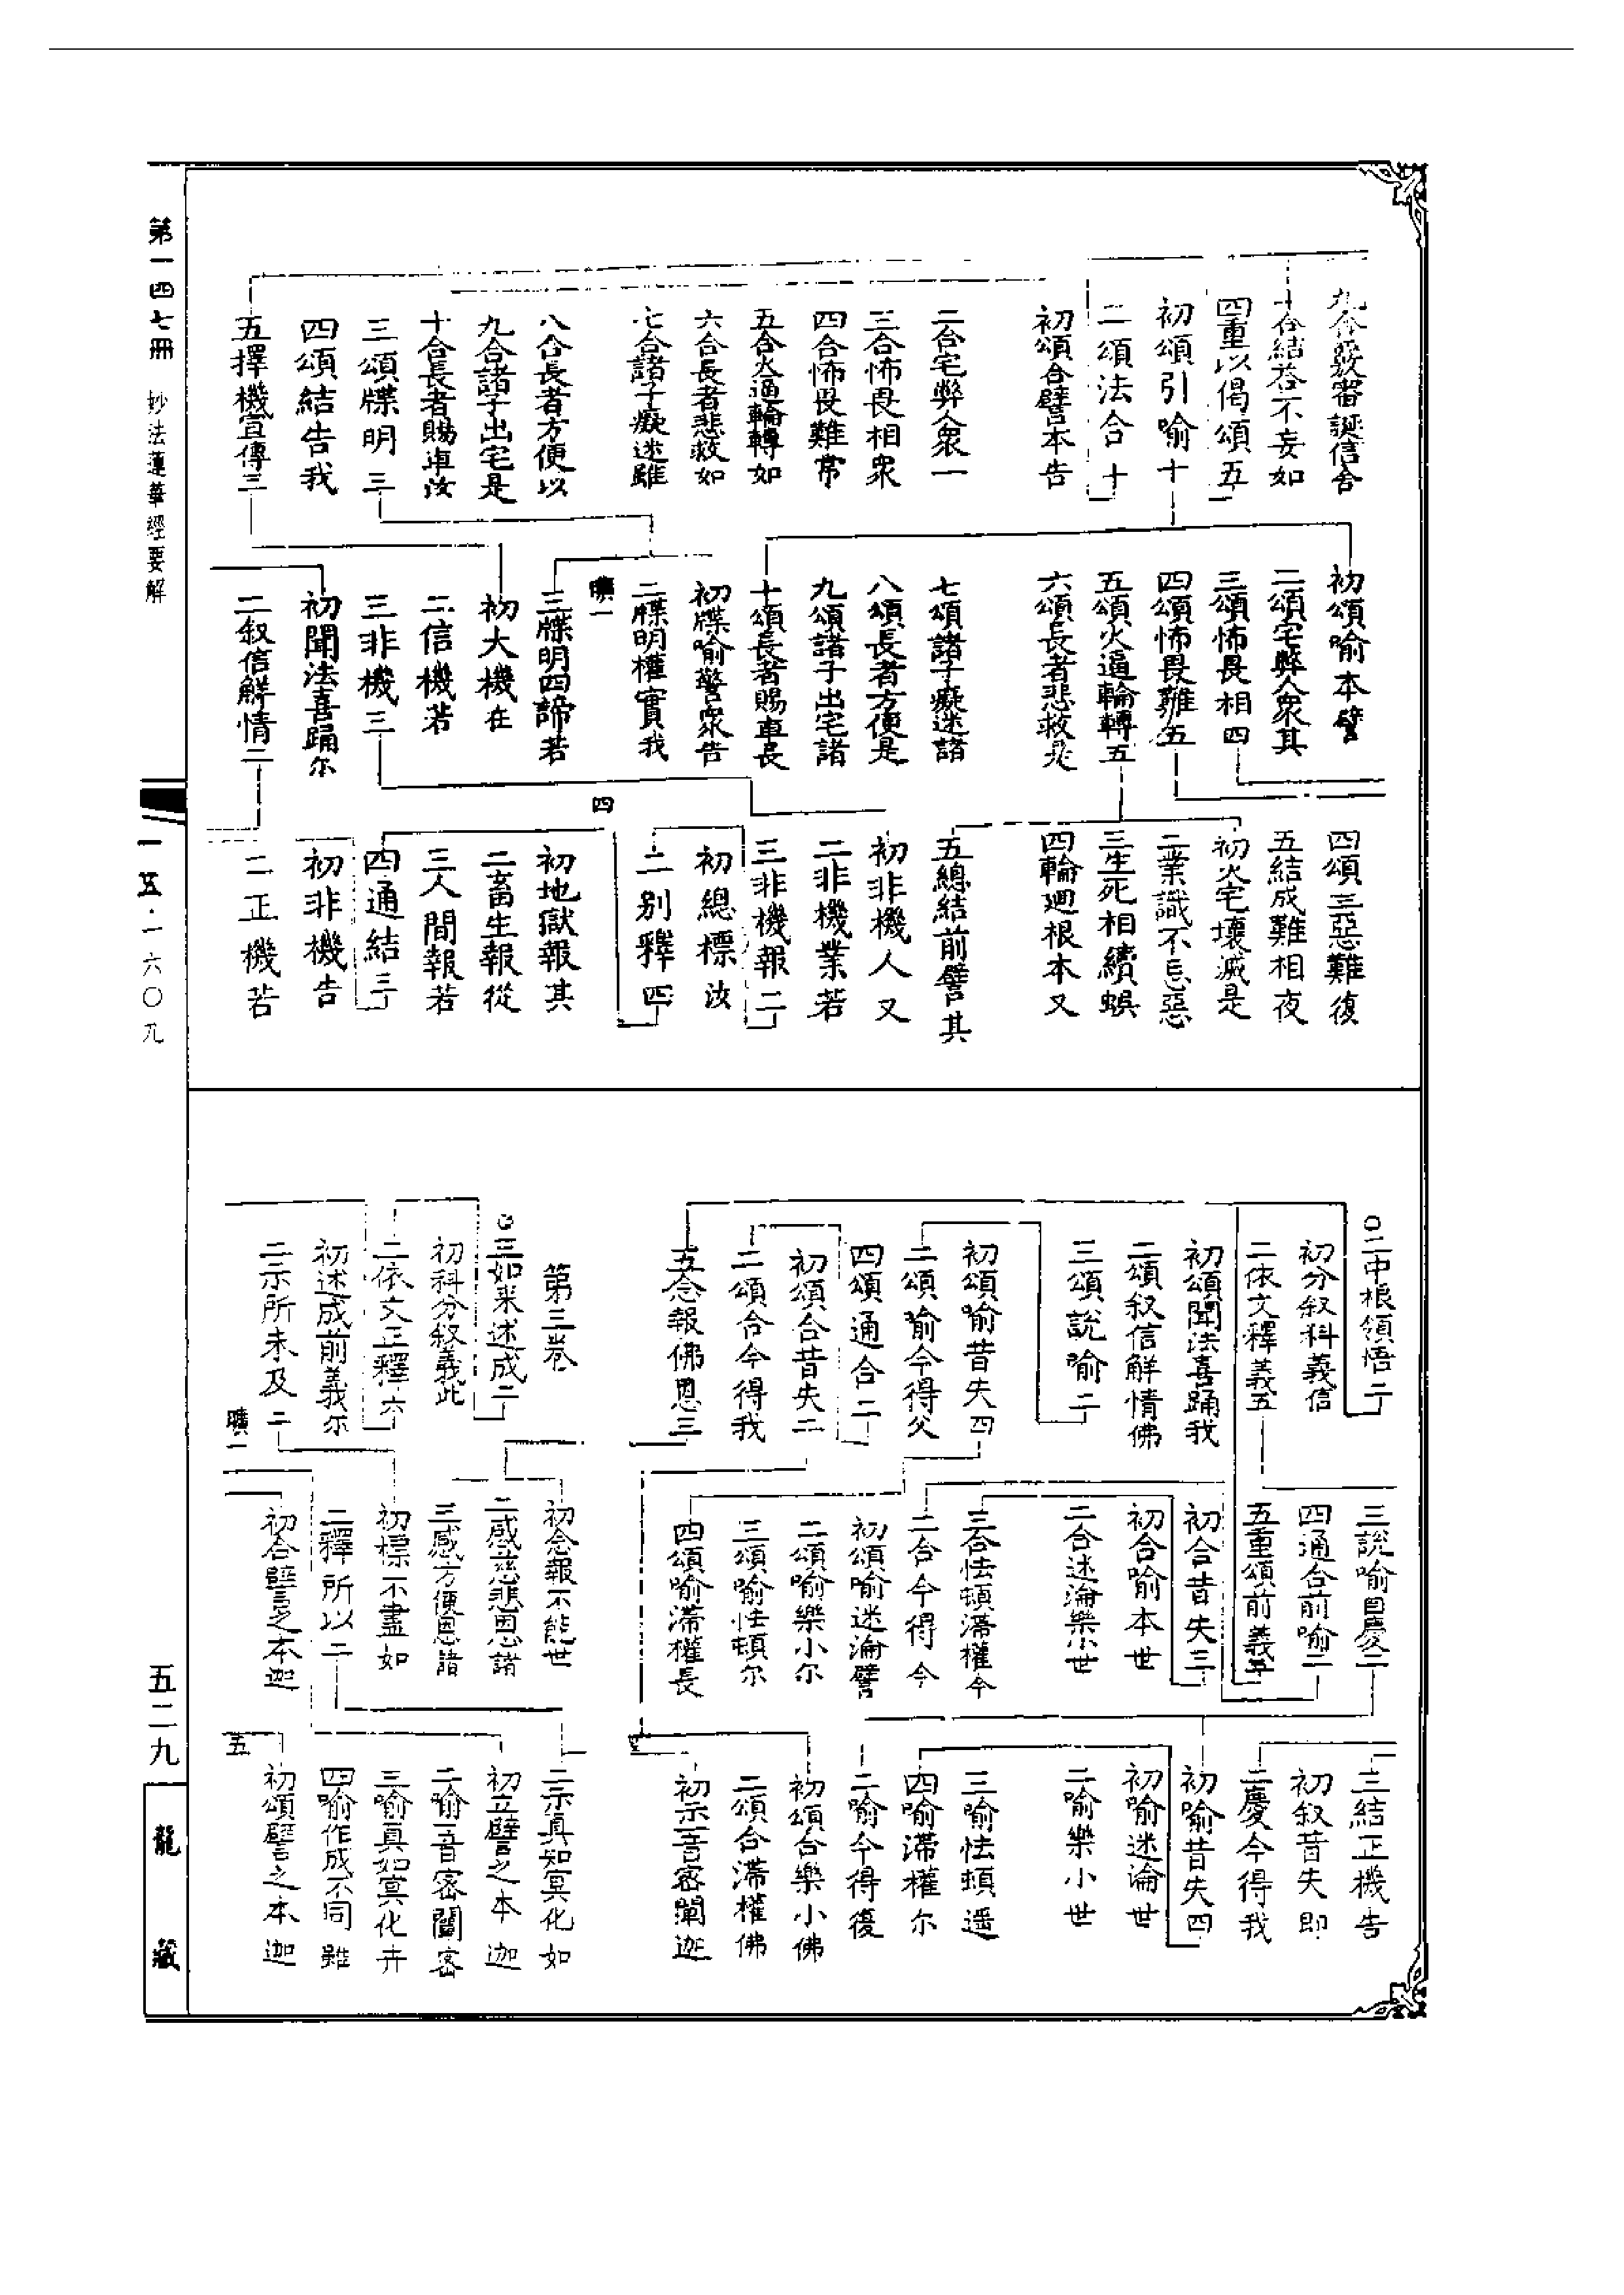 九合發審誕信舍
十合結荅不妄如
四重以偈頌五
初頌引喻十
二頌法合十
初頌合譬本告
二合宅弊人衆一
三合怖畏相衆
四合怖畏難常
五合火逼輪轉如
六合長者悲救如
七合諸子癡迷雖
八合長者方便以
九合諸子出宅是
十合長者賜車汝
三頌牒明三
四頌結告我
五擇機宣傳三
初頌喻本譬
二頌宅弊人衆其
三頌怖畏相四
四頌怖畏難五
五頌火逼輪轉五
六頌長者悲救是
七頌諸子癡迷諸
八頌長者方便是
九頌諸子出宅諸
十頌長者賜車長
初牒喻警衆告
二牒明權實我
曠一
四
三牒明四諦若
初大機在
二信機若
三非機三
初聞法喜踊尔
二叙信解情二
四頌三惡難復
五結成難相夜
初火宅壞滅是
二業識不忘惡
三生死相續蜈
四輪廻根本又
五總結前譬其
初非機人又
二非機業若
三非機報二
初總標汝
二别釋四
初地獄報其
二畜生報從
三人間報若
四通結三
初非機告
二正機若
〇二中根領悟二
初分叙科義信
二依文釋義五
初頌聞法喜踊我
二頌叙信解情佛
三頌說喻二
初頌喻昔失四
二頌喻今得父
四頌通合二
初頌合昔失二
二頌合今得我
五念報佛恩三
第三卷
〇三如来述成二
初科分叙義此
二依文正釋六
初述成前義尔
二示所未及二
曠一
三說喻自慶二
四通合前喻二
五重頌前義五
初合昔失三
初合喻本世
二合迷淪樂小世
三合怯頓滯權今
二合今得今
初頌喻迷淪譬
二頌喻樂小尔
三頌喻怯頓尔
四頌喻滯權長
初念報不能世
二感慈悲恩諸
三感方便恩諸
初標不盡如
二釋所以二
初合譬之本迦
三結正機告
初叙昔失即
二慶今得我
初喻昔失四
初喻迷淪世
二喻樂小世
三喻怯頓遥
四喻滯權尔
二喻今得復
初頌合樂小佛
二頌合滯權佛
初示一音密闡迦
二示真知冥化如
初立譬之本迦
二喻一音密闡密
三喻真如冥化卉
四喻作成不同雖
初頌譬之本迦
五
第一四七冊
妙法蓮華經要解
一五·一六〇九
五二九
龍藏